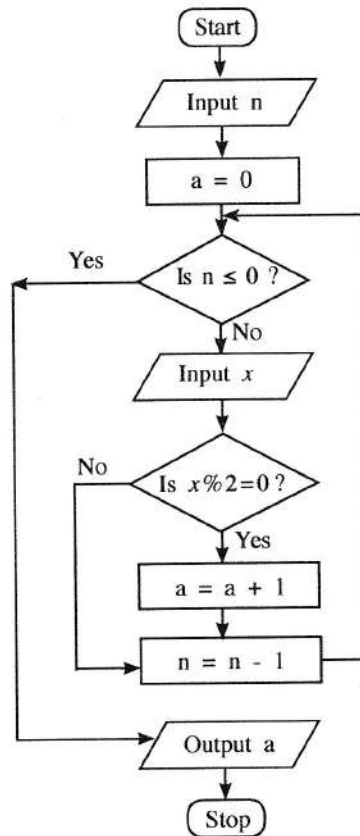 Start
Input n
a = 0
Yes
Is n ≤ 0 ?
No
Input x
No
Is x%2=0 ?
Yes
a = a + 1
n = n - 1
Output a
Stop